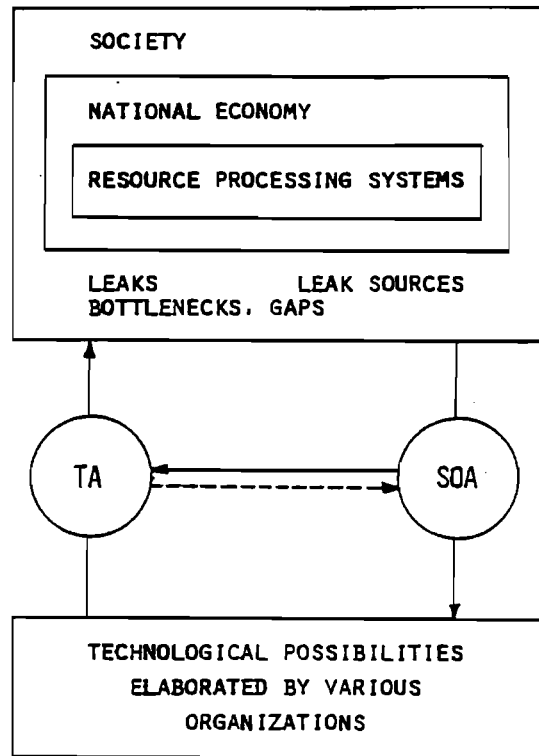 SOCIETY
NATIONAL ECONOMY
RESOURCE PROCESSING SYSTEMS
LEAKS LEAK SOURCES
BOTTLENECKS. GAPS
TA SOA
TECHNOLOGICAL POSSIBILITIES
ELABORATED BY VARIOUS
ORGANIZATIONS